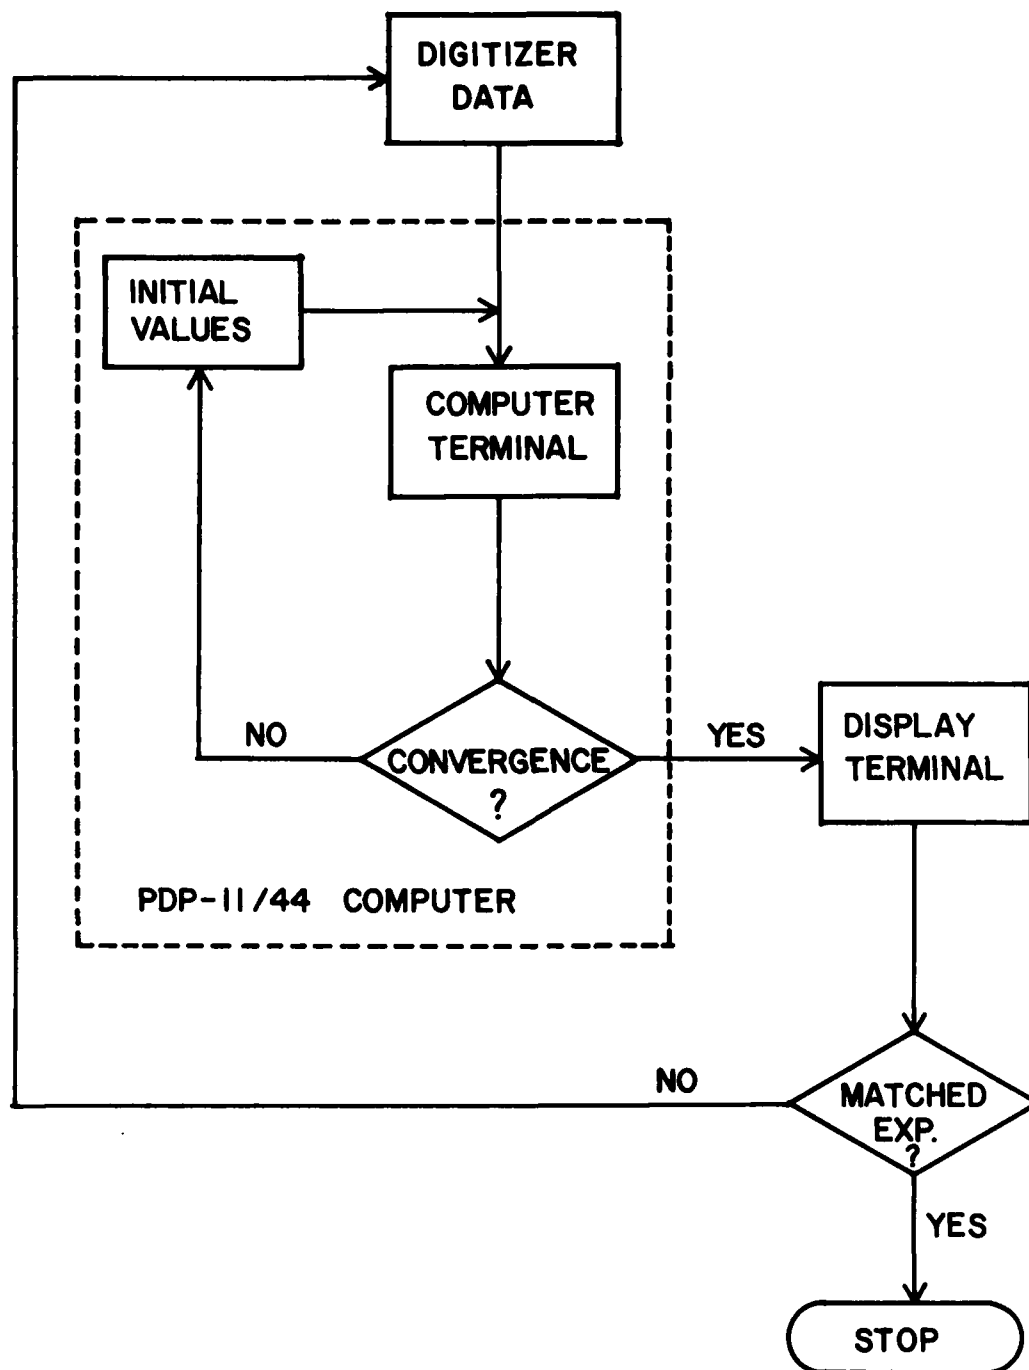 DIGITIZER
DATA
INITIAL
VALUES
COMPUTER
TERMINAL
NO
CONVERGENCE
?
YES
DISPLAY
TERMINAL
PDP-11/44 COMPUTER
NO
MATCHED
EXP.
?
YES
STOP